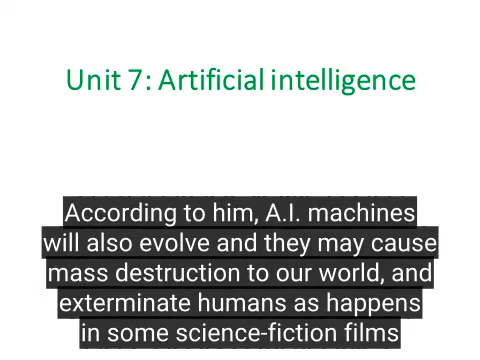 Unit 7: Artificial intelligence
According to him, A.I. machines
will also evolve and they may cause
mass destruction to our world, and
exterminate humans as happens
in some science-fiction films